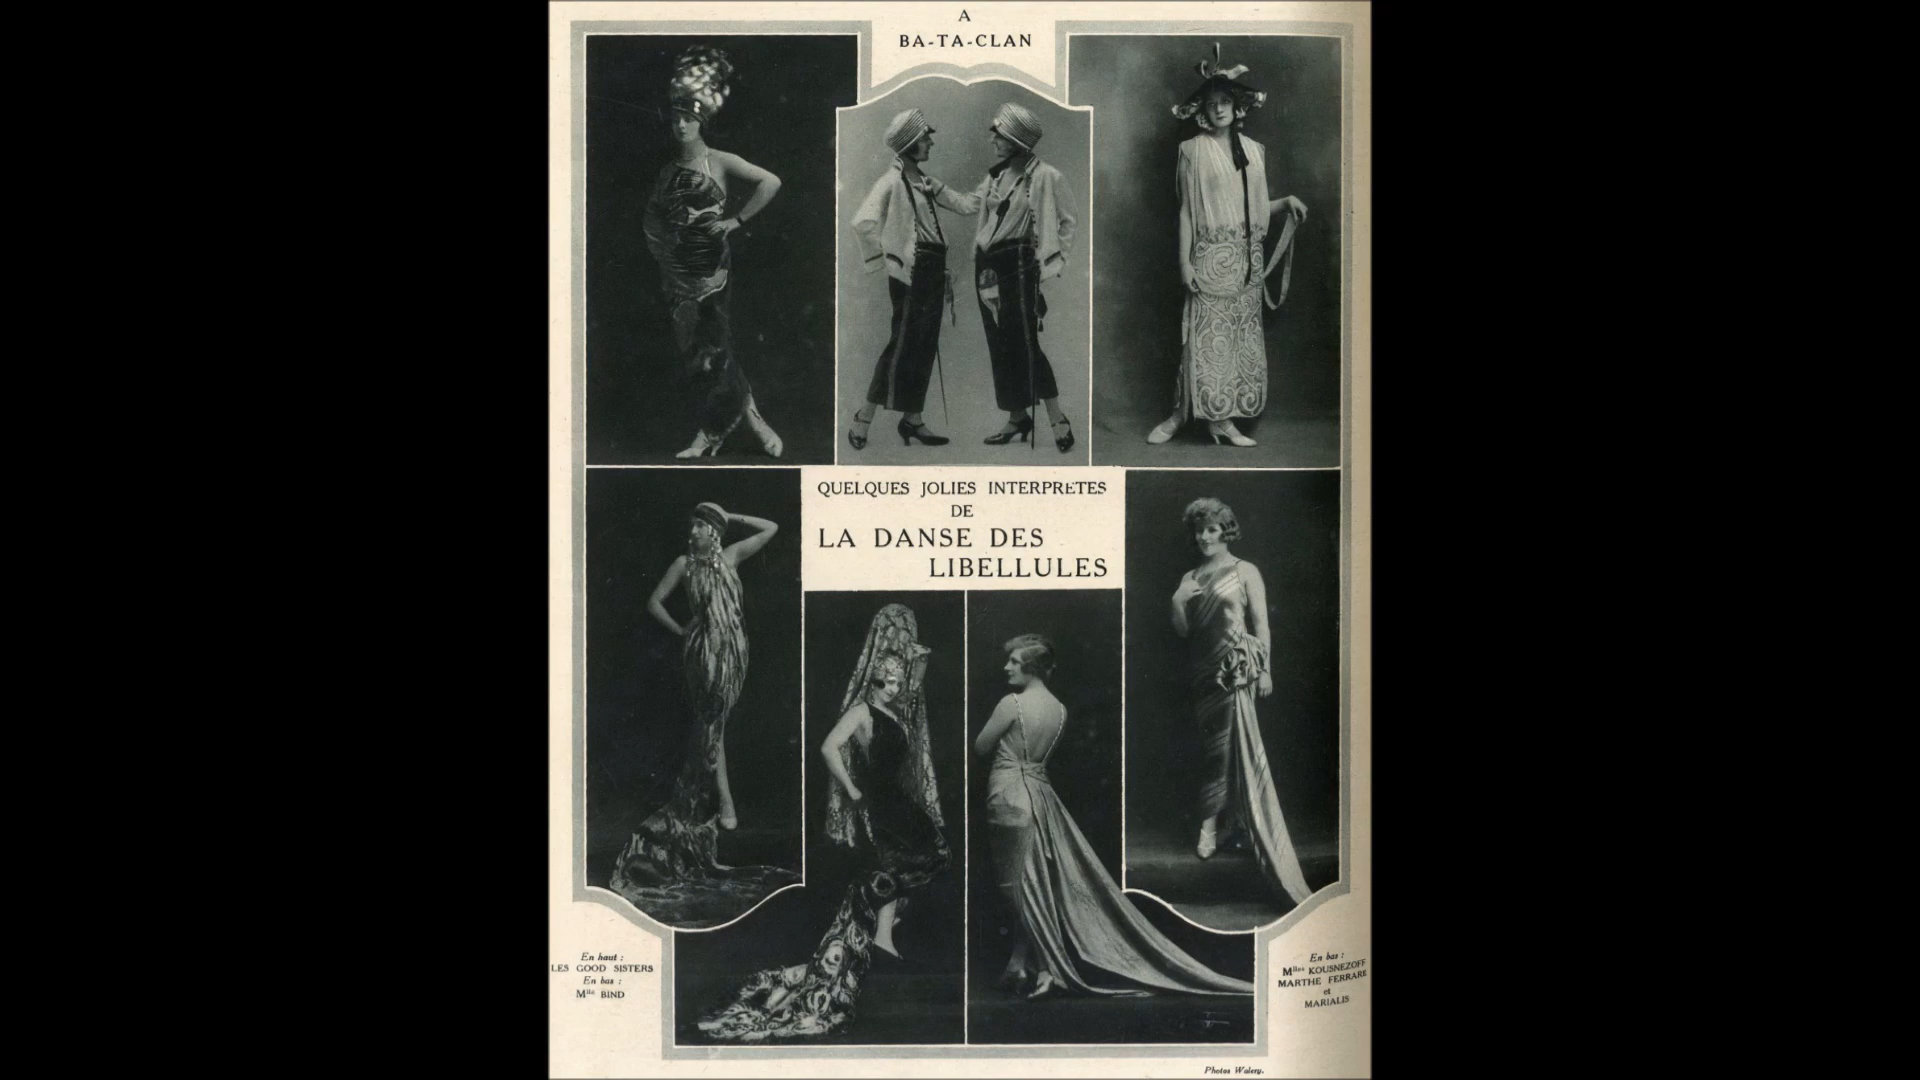 A
BA-TA-CLAN
QUELQUES JOLIES INTERPRETES
DE
LA DANSE DES
LIBELLULES
En haut :
LES GOOD SISTERS
En bas :
Mlle BIND
En bas :
Mlles KOUSNEZOFF
MARTHE FERRARE
et
MARIALIS
Photos Walery.